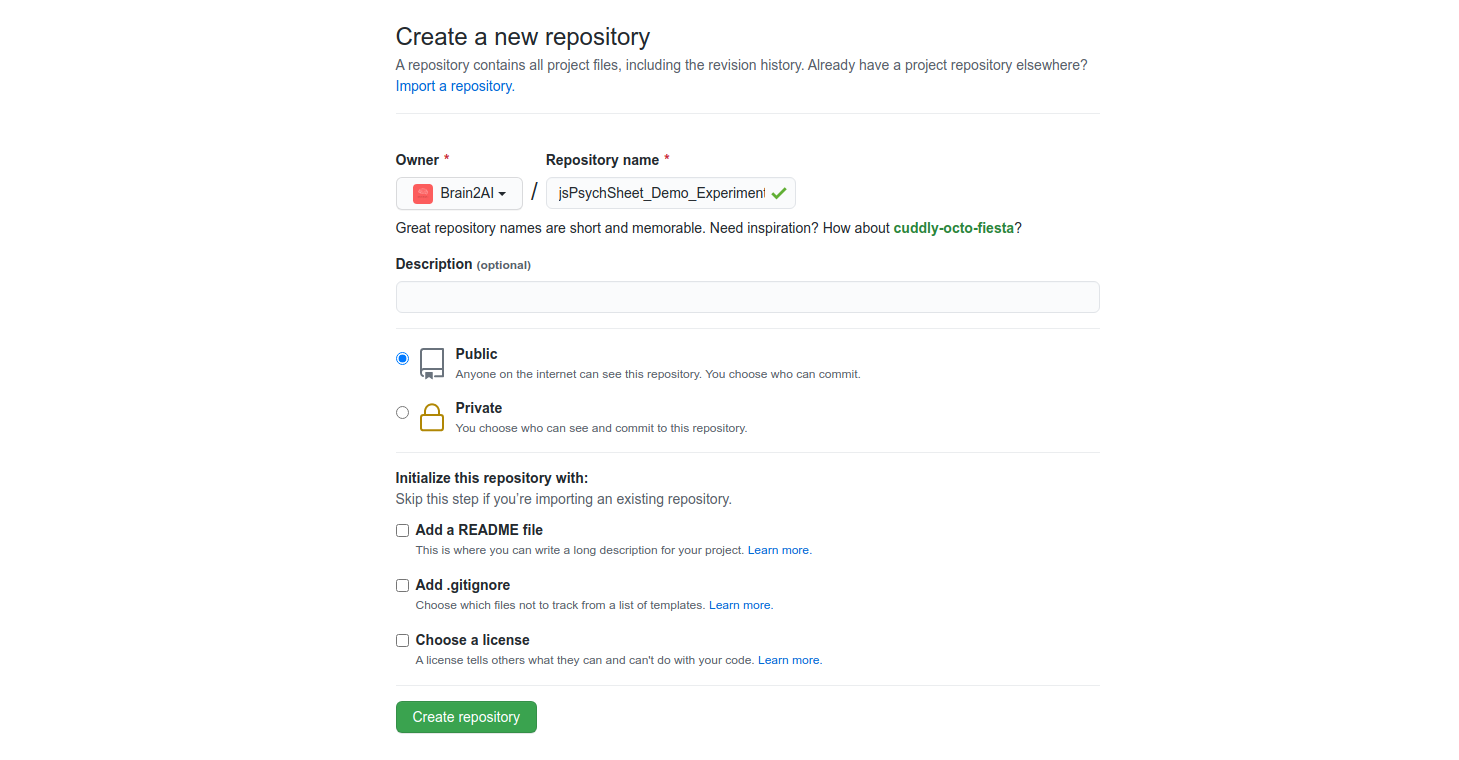 Create a new repository
A repository contains all project files, including the revision history. Already have a project repository elsewhere?
Import a repository.
Owner * Repository name *
Brain2AI / jsPsychSheet_Demo_Experiment
Great repository names are short and memorable. Need inspiration? How about cuddly-octo-fiesta?
Description (optional)
Public
Anyone on the internet can see this repository. You choose who can commit.
Private
You choose who can see and commit to this repository.
Initialize this repository with:
Skip this step if you’re importing an existing repository.
Add a README file
This is where you can write a long description for your project. Learn more.
Add .gitignore
Choose which files not to track from a list of templates. Learn more.
Choose a license
A license tells others what they can and can't do with your code. Learn more.
Create repository